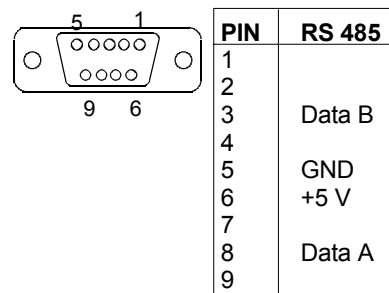 5 1
9 6
PIN RS 485
1
2
3 Data B
4
5 GND
6 +5 V
7
8 Data A
9